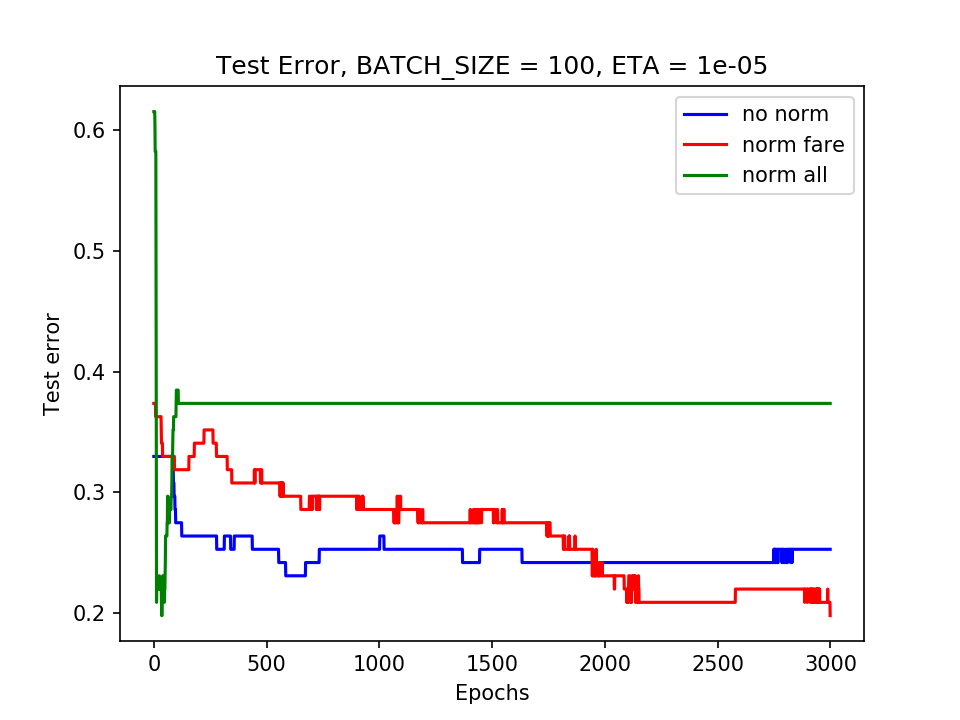 Test Error, BATCH_SIZE = 100, ETA = 1e-05
no norm
norm fare
norm all
0.6
0.5
0.4
0.3
0.2
Test error
0
500
1000
1500
2000
2500
3000
Epochs